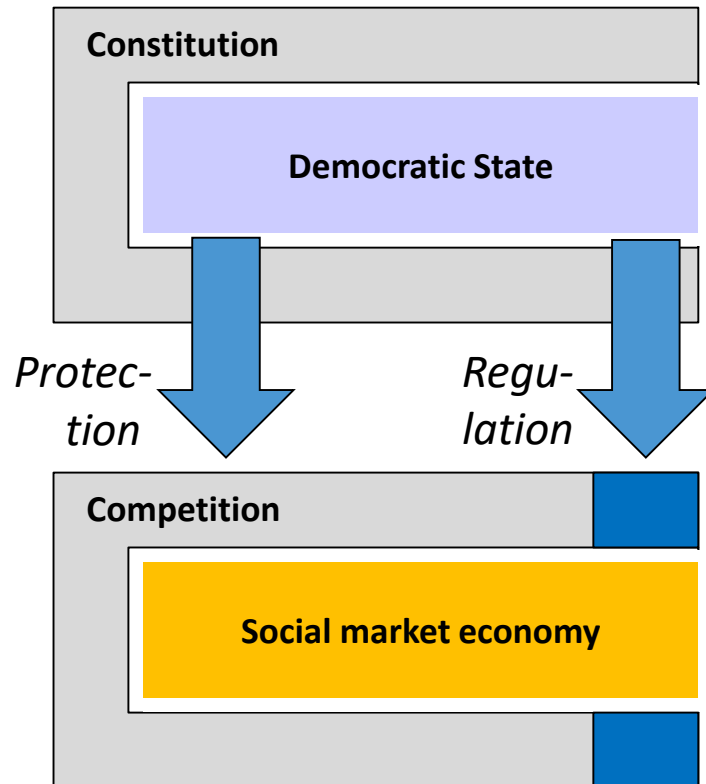 Constitution
Democratic State
Protec-
tion
Regu-
lation
Competition
Social market economy